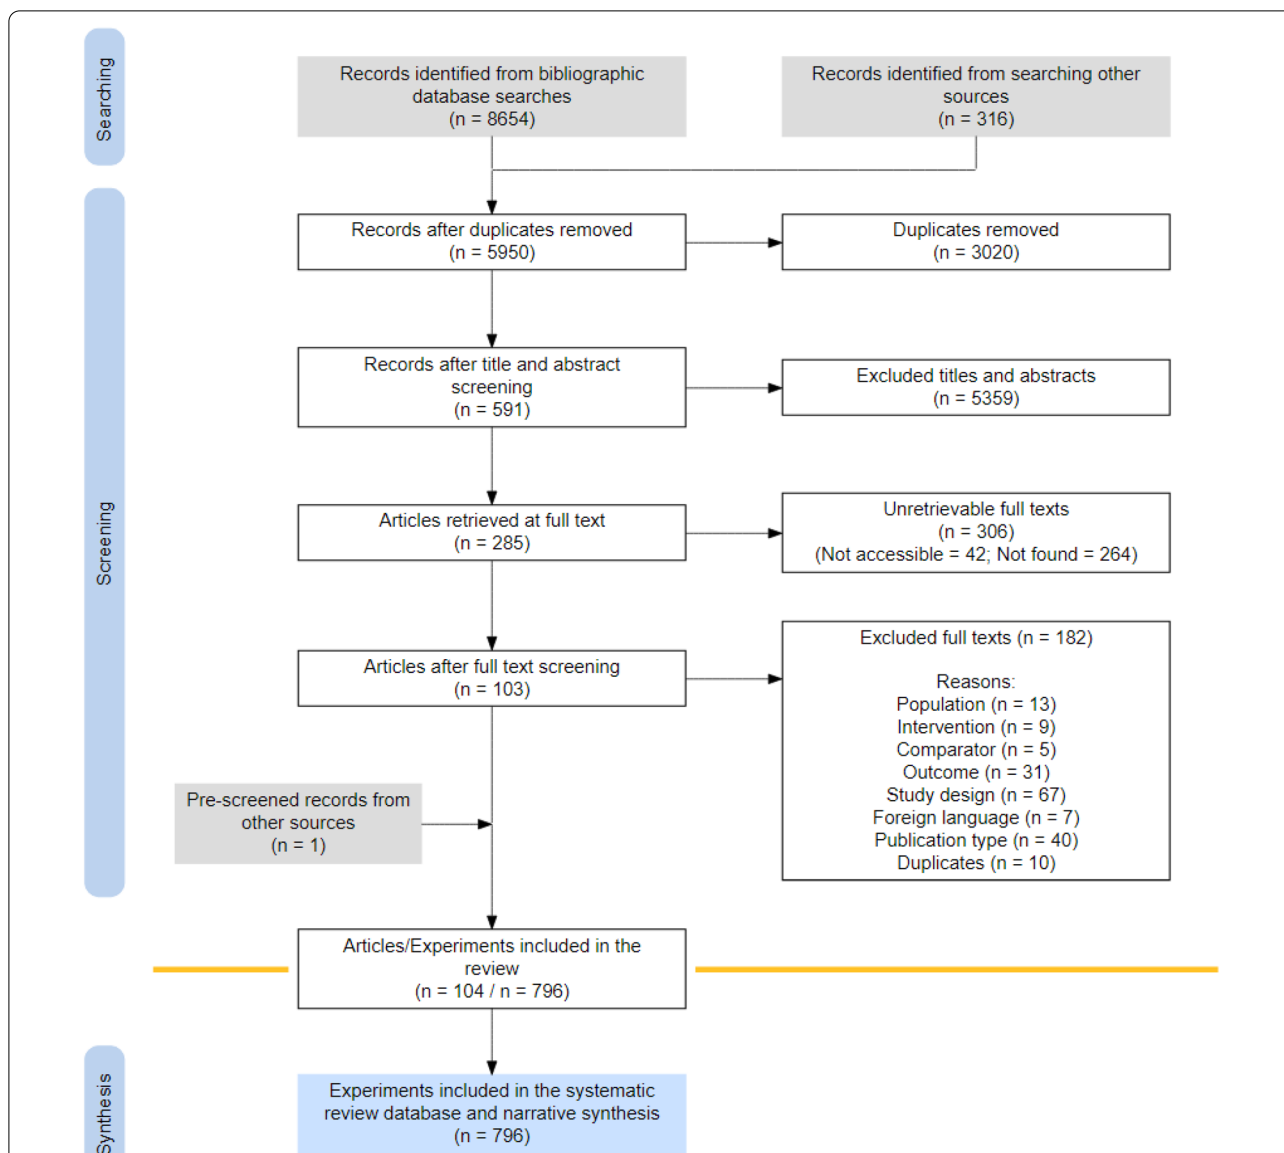 Searching
Records identified from bibliographic
database searches
(n = 8654)
Records identified from searching other
sources
(n = 316)
Screening
Records after duplicates removed
(n = 5950)
Duplicates removed
(n = 3020)
Records after title and abstract
screening
(n = 591)
Excluded titles and abstracts
(n = 5359)
Articles retrieved at full text
(n = 285)
Unretrievable full texts
(n = 306)
(Not accessible = 42; Not found = 264)
Articles after full text screening
(n = 103)
Excluded full texts (n = 182)
Reasons:
Population (n = 13)
Intervention (n = 9)
Comparator (n = 5)
Outcome (n = 31)
Study design (n = 67)
Foreign language (n = 7)
Publication type (n = 40)
Duplicates (n = 10)
Pre-screened records from
other sources
(n = 1)
Articles/Experiments included in the
review
(n = 104 / n = 796)
Synthesis
Experiments included in the systematic
review database and narrative synthesis
(n = 796)